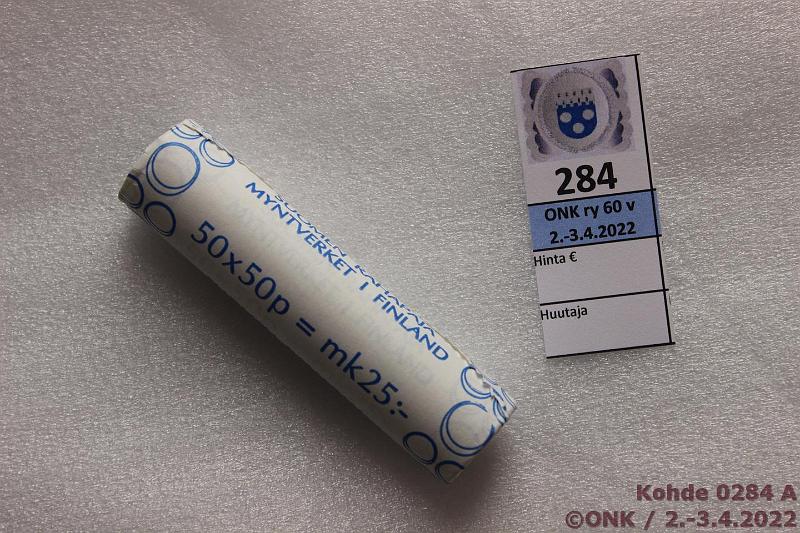 MYNTVERKET I FINLAND
50x50p = mk25:-
284
ONK ry 60 v
2.-3.4.2022
Hinta €
Huutaja
Kohde 0284 A
©ONK / 2.-3.4.2022